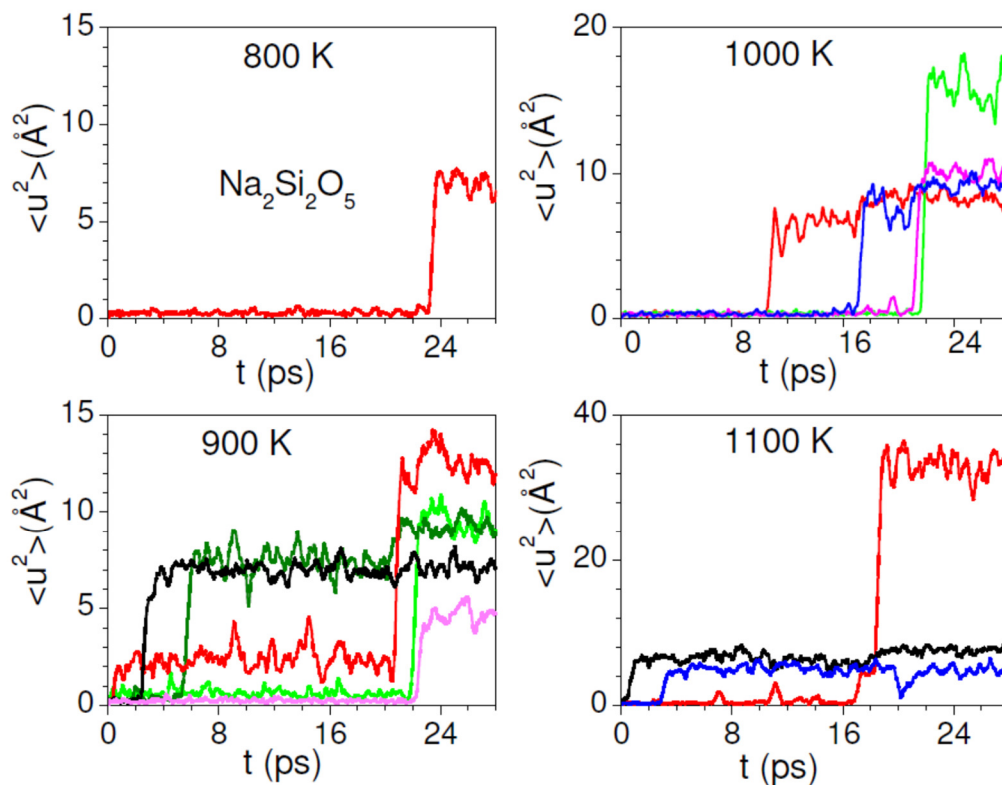 15
10
5
0
<u²>(Å²)
800 K
Na₂Si₂O₅
0 8 16 24
t (ps)
20
10
0
<u²>(Å²)
1000 K
0 8 16 24
t (ps)
15
10
5
0
<u²>(Å²)
900 K
0 8 16 24
t (ps)
40
20
0
<u²>(Å²)
1100 K
0 8 16 24
t (ps)